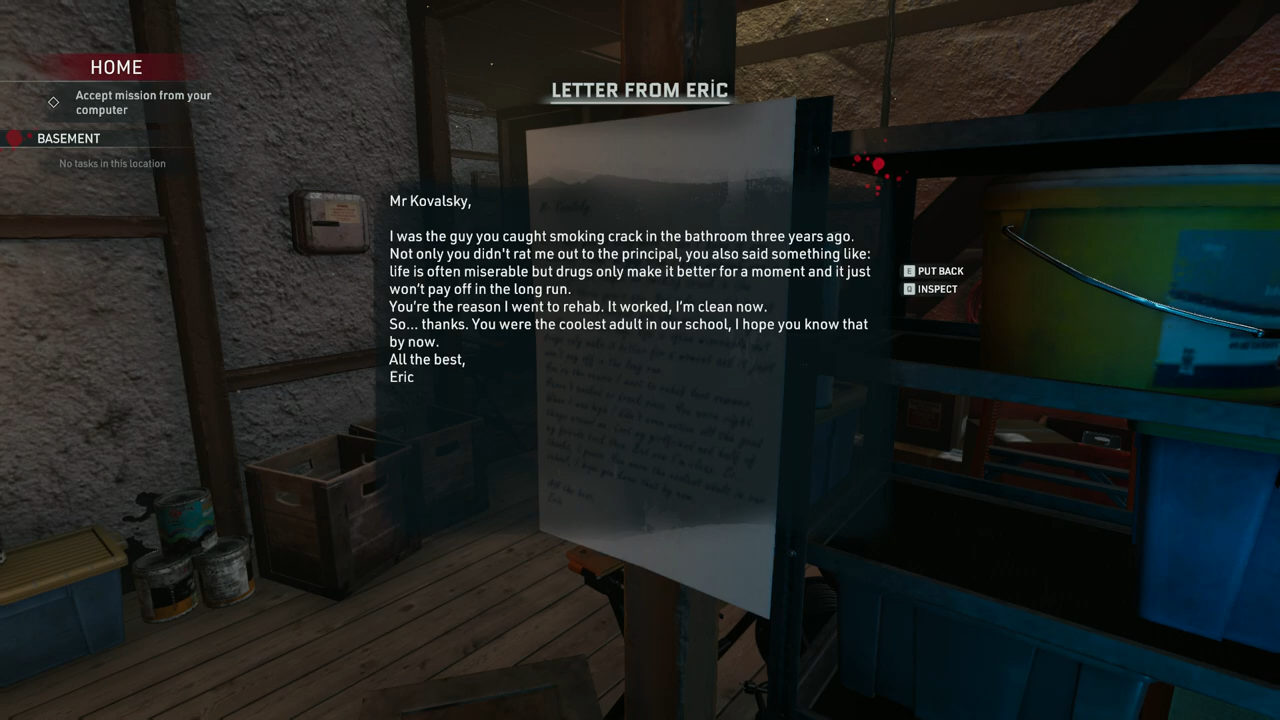 HOME
Accept mission from your
computer
BASEMENT
No tasks in this location
LETTER FROM ERİC
Mr Kovalsky,
I was the guy you caught smoking crack in the bathroom three years ago.
Not only you didn't rat me out to the principal, you also said something like:
life is often miserable but drugs only make it better for a moment and it just
won't pay off in the long run.
You're the reason I went to rehab. It worked, I'm clean now.
So... thanks. You were the coolest adult in our school, I hope you know that
by now.
All the best,
Eric
E PUT BACK
Q INSPECT